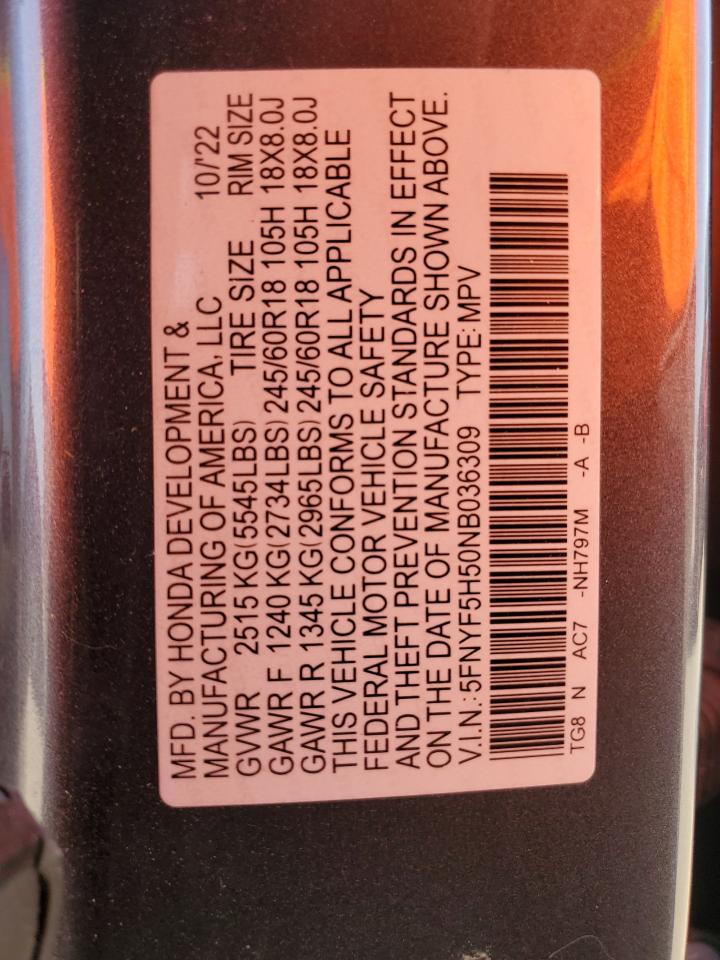 MFD. BY HONDA DEVELOPMENT &
MANUFACTURING OF AMERICA, LLC 10/'22
GVWR 2515 KG(5545LBS) TIRE SIZE RIM SIZE
GAWR F 1240 KG(2734LBS) 245/60R18 105H 18X8.0J
GAWR R 1345 KG(2965LBS) 245/60R18 105H 18X8.0J
THIS VEHICLE CONFORMS TO ALL APPLICABLE
FEDERAL MOTOR VEHICLE SAFETY
AND THEFT PREVENTION STANDARDS IN EFFECT
ON THE DATE OF MANUFACTURE SHOWN ABOVE.
V.I.N.: 5FNYF5H50NB036309 TYPE: MPV
TG8 N AC7 -NH797M -A -B